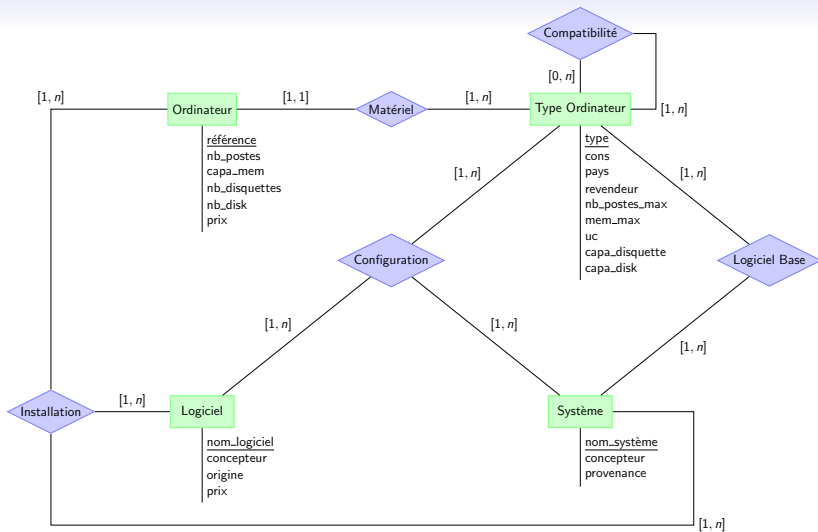 Compatibilité
[0, n]
[1, n]
[1, n]
Ordinateur
[1, 1]
Matériel
[1, n]
Type Ordinateur
référence
nb_postes
capa_mem
nb_disquettes
nb_disk
prix
type
cons
pays
revendeur
nb_postes_max
mem_max
uc
capa_disquette
capa_disk
[1, n]
[1, n]
Configuration
Logiciel Base
[1, n]
[1, n]
[1, n]
Installation
[1, n]
Logiciel
Système
nom_logiciel
concepteur
origine
prix
nom_système
concepteur
provenance
[1, n]